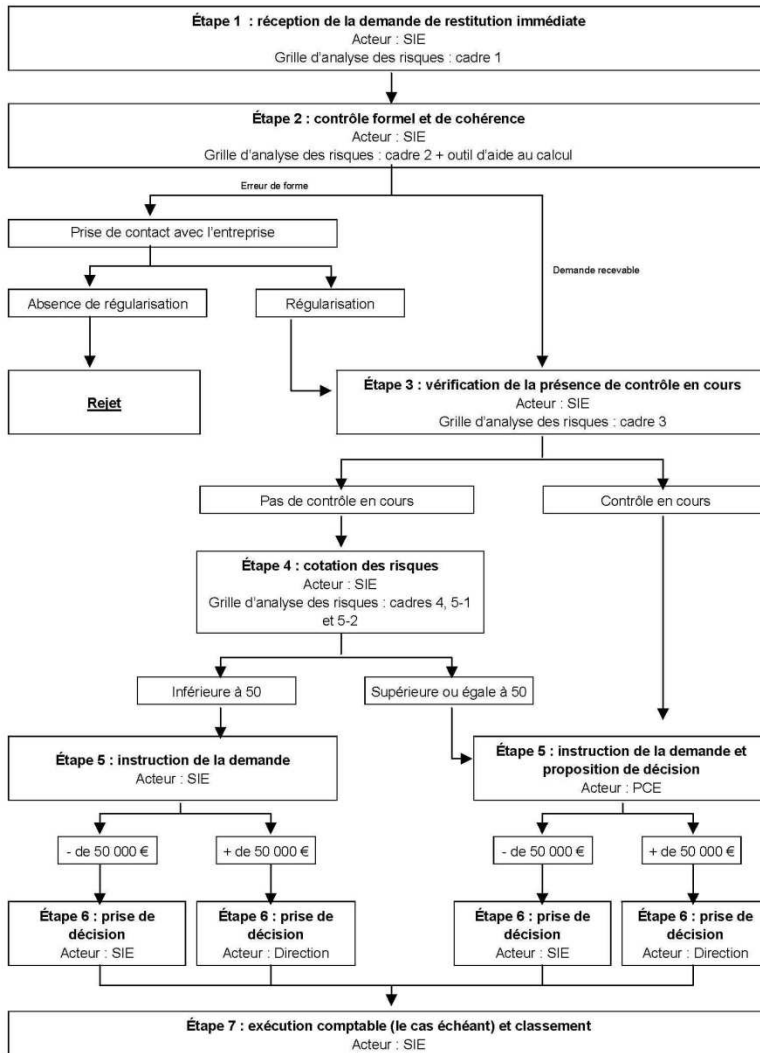 Étape 1 : réception de la demande de restitution immédiate
Acteur : SIE
Grille d'analyse des risques : cadre 1
Étape 2 : contrôle formel et de cohérence
Acteur : SIE
Grille d'analyse des risques : cadre 2 + outil d'aide au calcul
Erreur de forme
Prise de contact avec l'entreprise
Demande recevable
Absence de régularisation
Régularisation
Rejet
Étape 3 : vérification de la présence de contrôle en cours
Acteur : SIE
Grille d'analyse des risques : cadre 3
Pas de contrôle en cours
Contrôle en cours
Étape 4 : cotation des risques
Acteur : SIE
Grille d'analyse des risques : cadres 4, 5-1
et 5-2
Inférieure à 50
Supérieure ou égale à 50
Étape 5 : instruction de la demande
Acteur : SIE
Étape 5 : instruction de la demande et
proposition de décision
Acteur : PCE
- de 50 000 €
+ de 50 000 €
- de 50 000 €
+ de 50 000 €
Étape 6 : prise de
décision
Acteur : SIE
Étape 6 : prise de
décision
Acteur : Direction
Étape 6 : prise de
décision
Acteur : SIE
Étape 6 : prise de
décision
Acteur : Direction
Étape 7 : exécution comptable (le cas échéant) et classement
Acteur : SIE